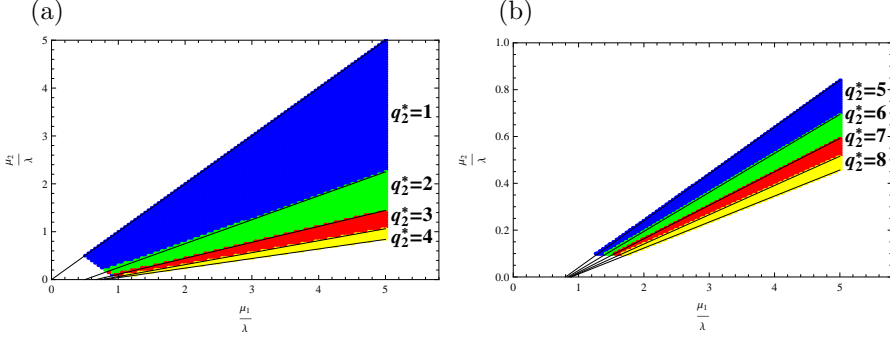 (a)
5
4
3
2
1
0
0 1 2 3 4 5
μ₂/λ
μ₁/λ
q₂*=1
q₂*=2
q₂*=3
q₂*=4
(b)
1.0
0.8
0.6
0.4
0.2
0.0
0 1 2 3 4 5
μ₂/λ
μ₁/λ
q₂*=5
q₂*=6
q₂*=7
q₂*=8